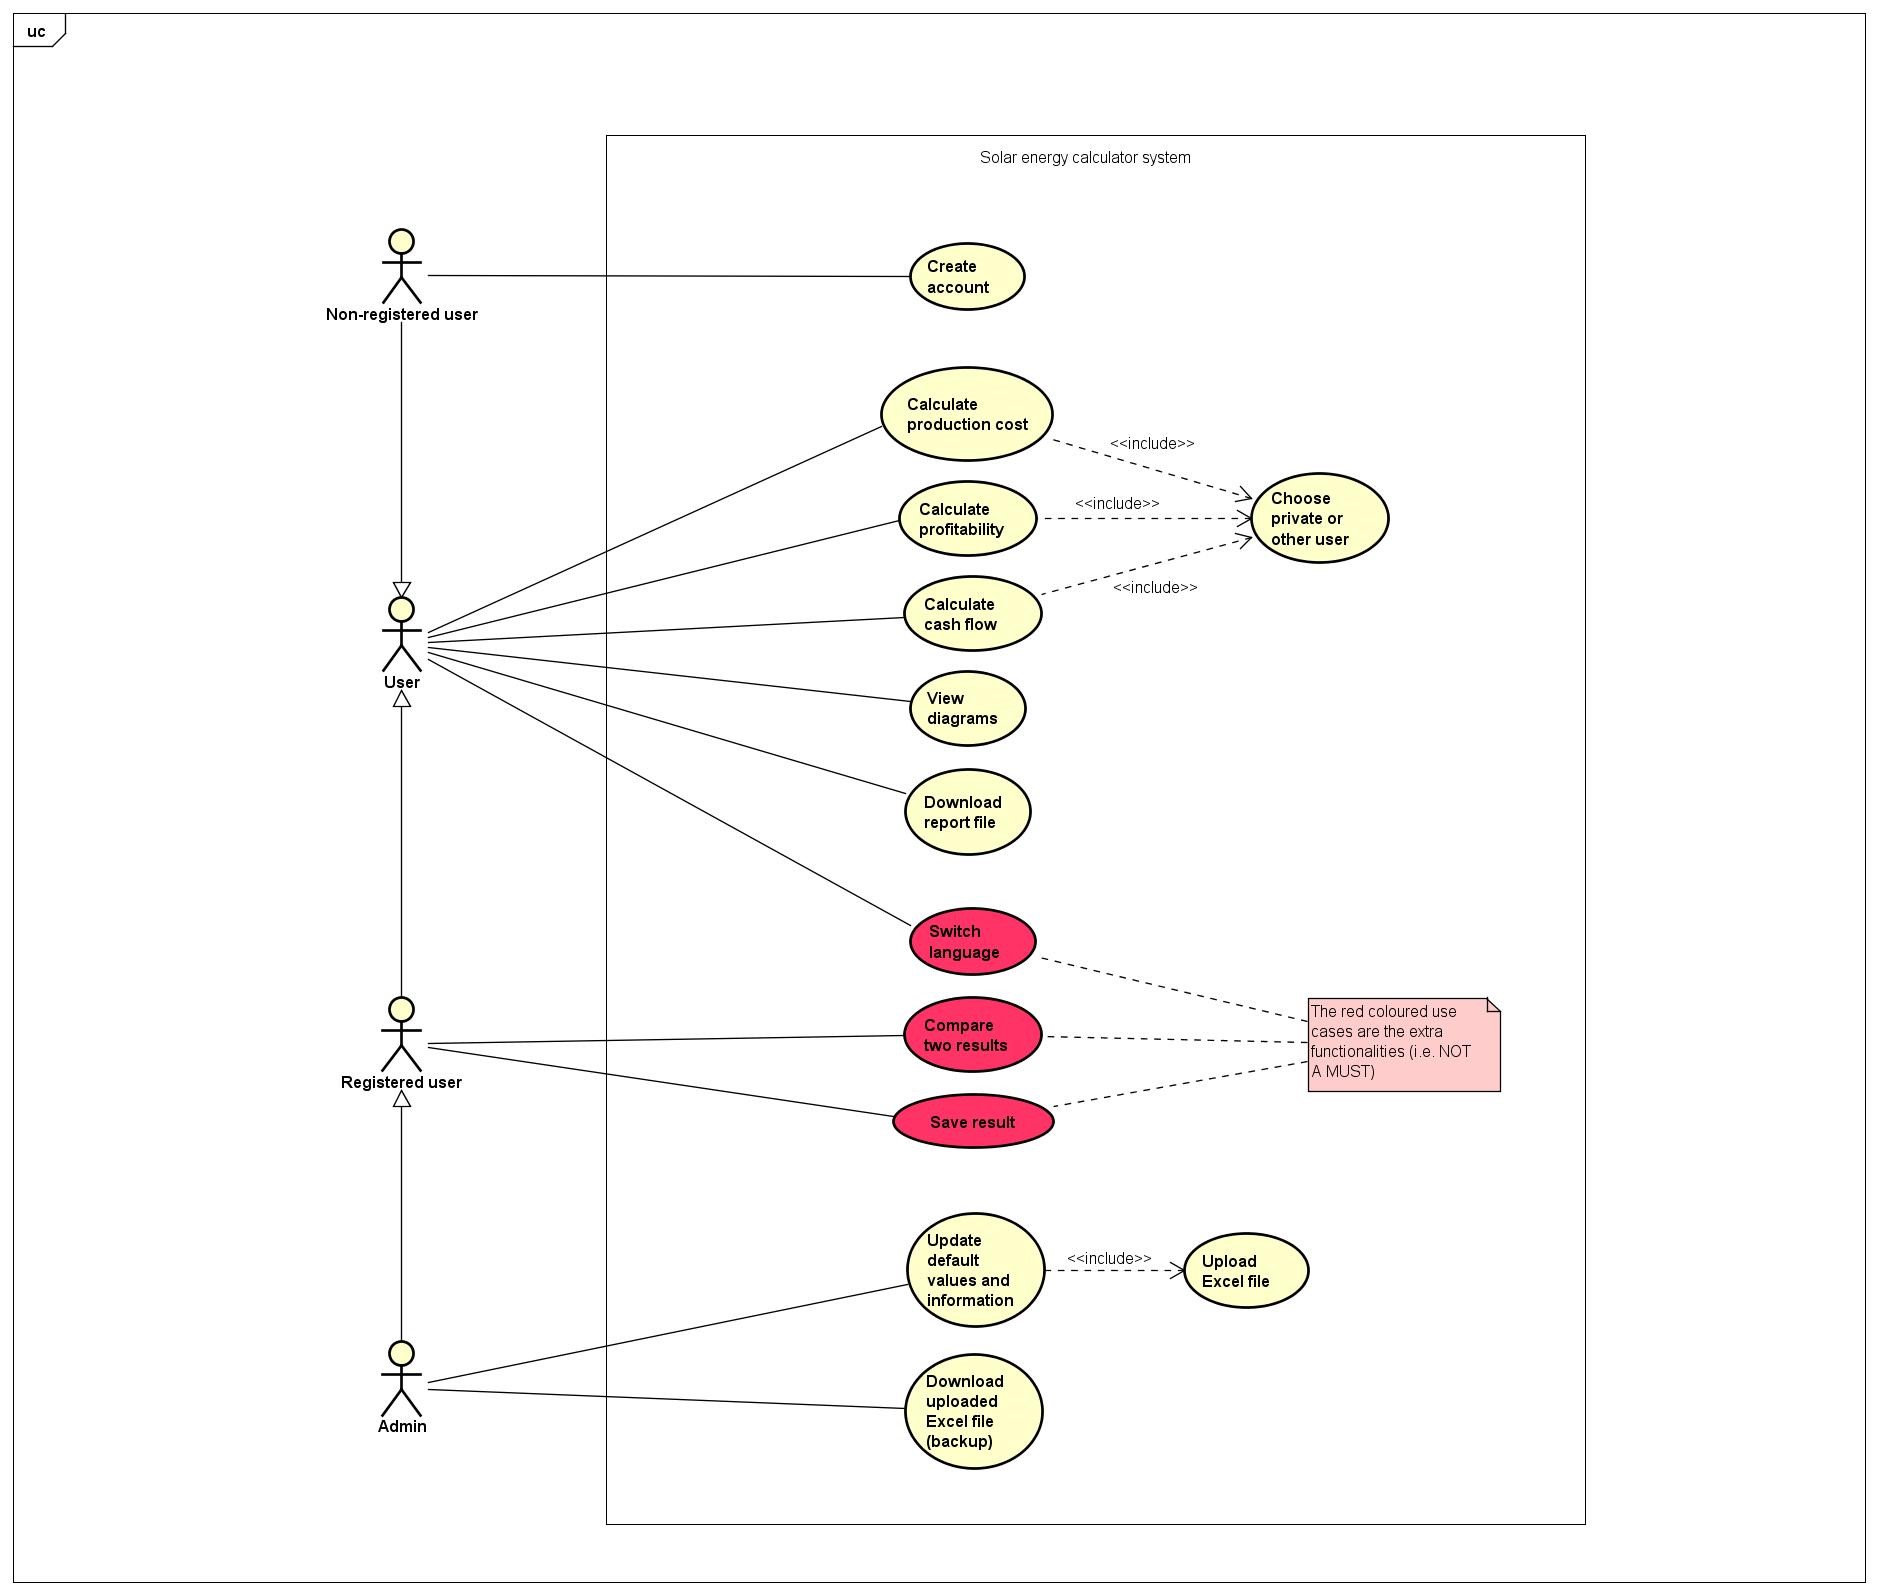 uc
Solar energy calculator system
Non-registered user
Create
account
Calculate
production cost
<<include>>
Calculate
profitability
<<include>>
Choose
private or
other user
<<include>>
Calculate
cash flow
User
View
diagrams
Download
report file
Switch
language
Registered user
Compare
two results
The red coloured use
cases are the extra
functionalities (i.e. NOT
A MUST)
Save result
Update
default
values and
information
<<include>>
Upload
Excel file
Admin
Download
uploaded
Excel file
(backup)